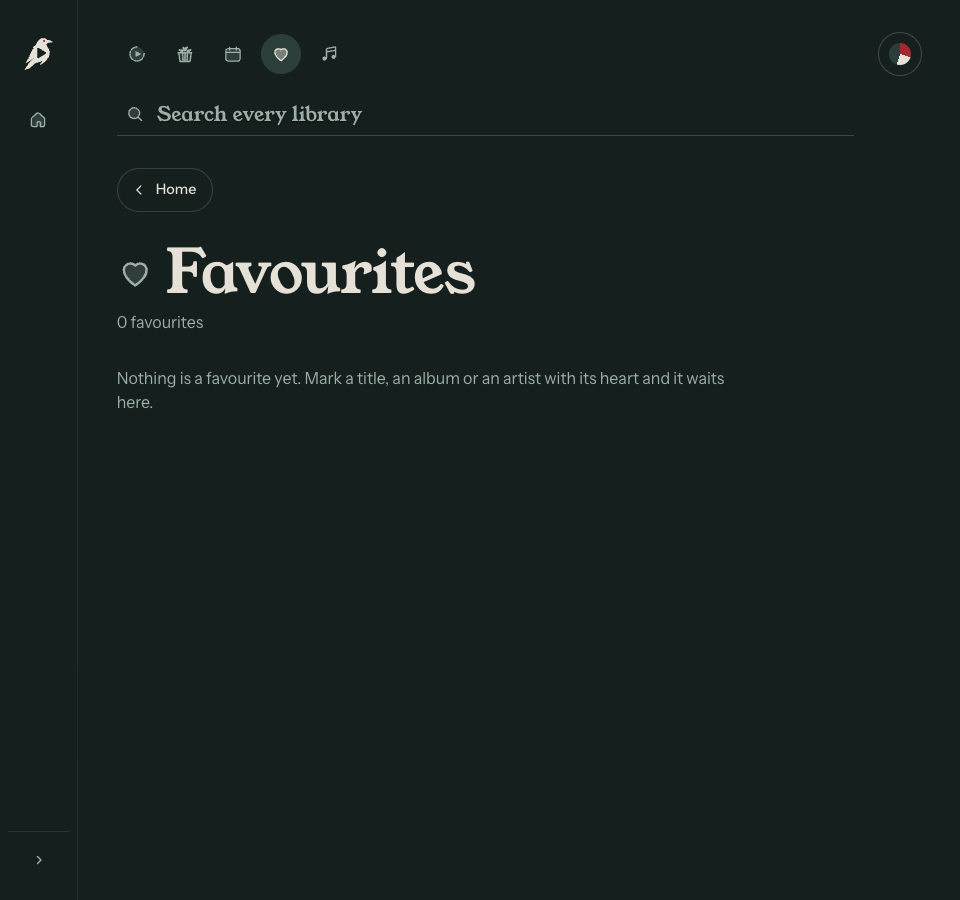 Search every library
Home
Favourites
0 favourites
Nothing is a favourite yet. Mark a title, an album or an artist with its heart and it waits
here.